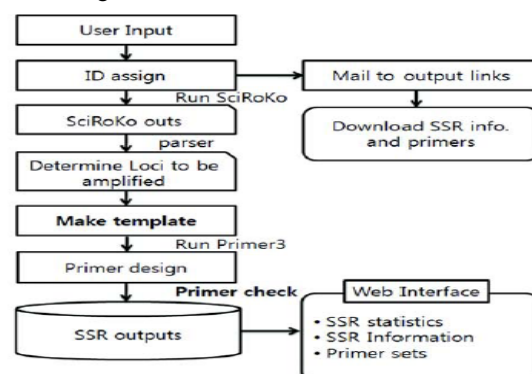 User Input
ID assign
Mail to output links
Run SciRoKo
SciRoKo outs
Download SSR info.
and primers
parser
Determine Loci to be
amplified
Make template
Run Primer3
Primer design
Primer check
Web Interface
SSR outputs
• SSR statistics
• SSR Information
• Primer sets